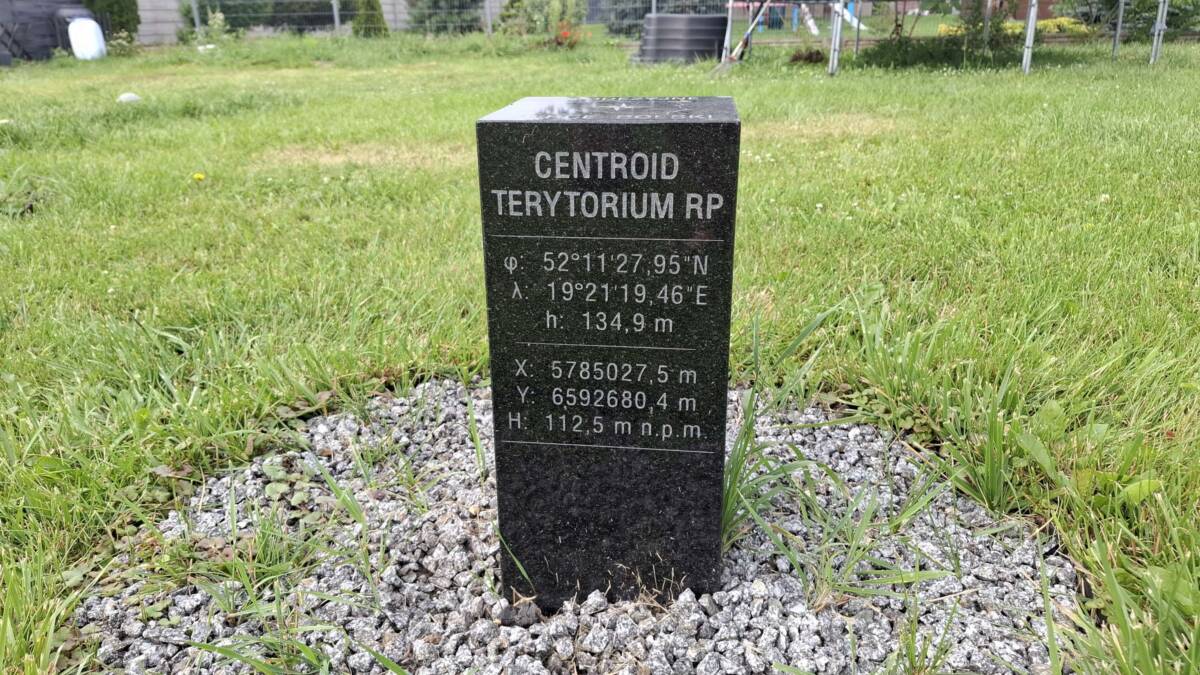 CENTROID
TERYTORIUM RP
φ: 52°11'27,95"N
λ: 19°21'19,46"E
h: 134,9 m
X: 5785027,5 m
Y: 6592680,4 m
H: 112,5 m n.p.m